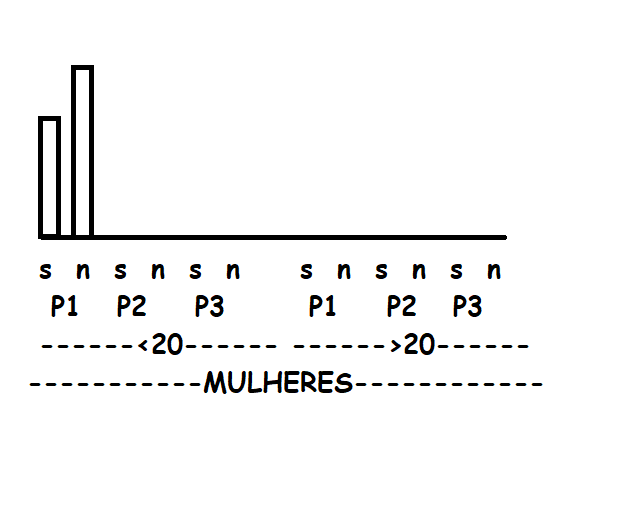 s n s n s n s n s n s n
P1 P2 P3 P1 P2 P3
------<20------- ------->20-------
-----------MULHERES------------